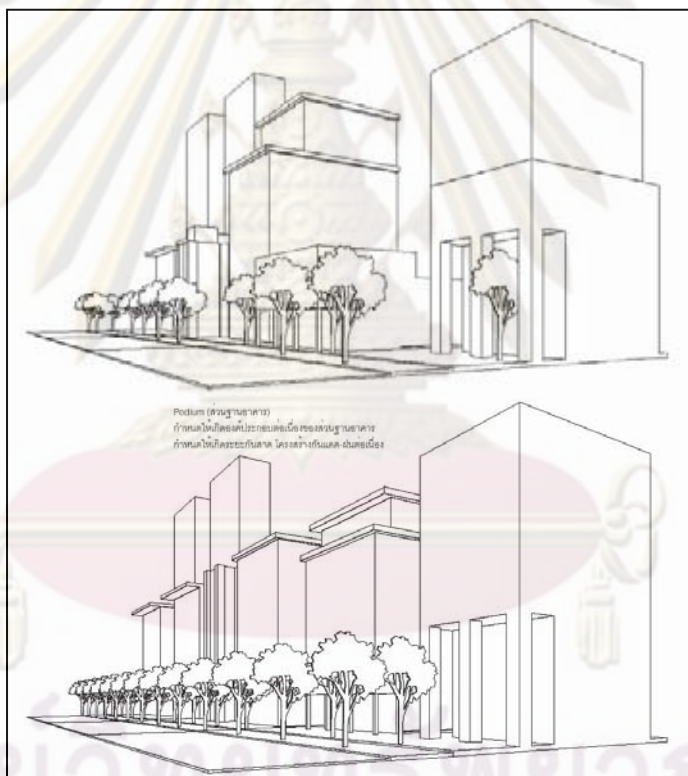 Podium (ส่วนฐานอาคาร)
กำหนดให้เกิดองค์ประกอบต่อเนื่องของส่วนฐานอาคาร
กำหนดให้เกิดระยะกันสาด โครงสร้างกันแดด-ฝนต่อเนื่อง